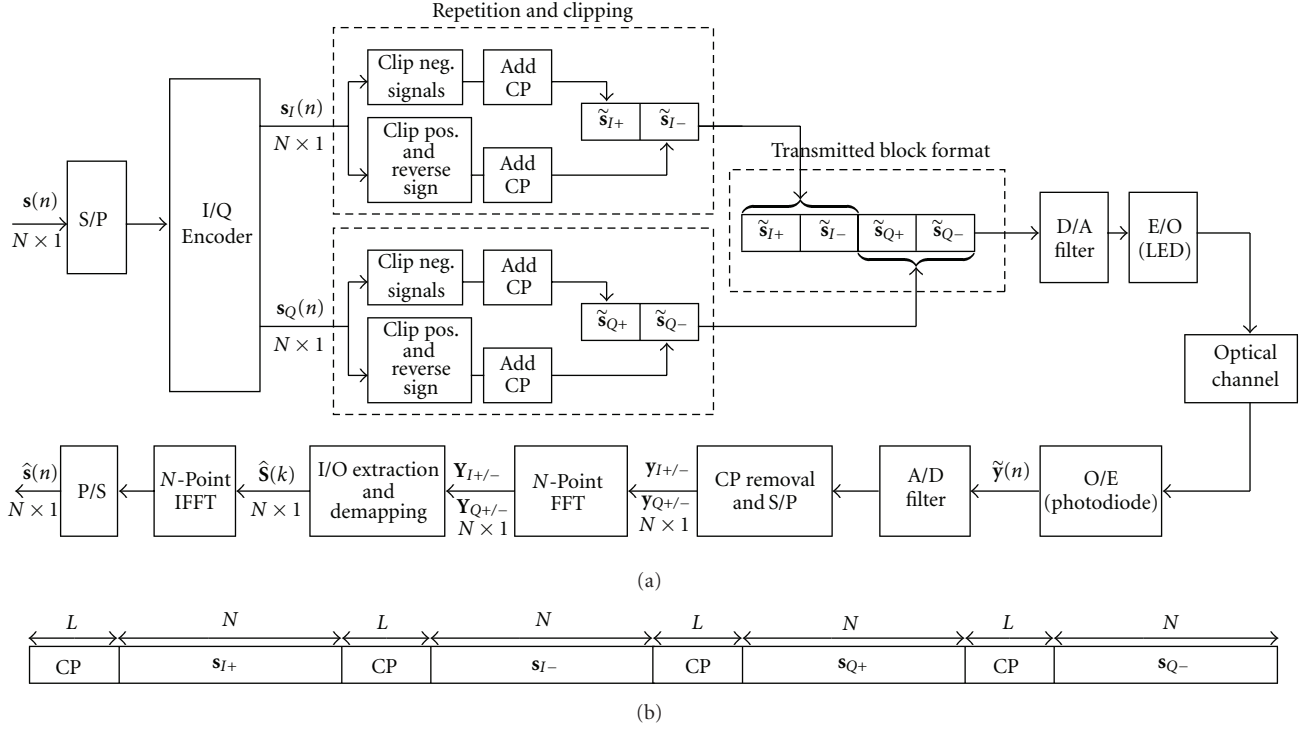 Repetition and clipping
Clip neg.
signals
Add
CP
s̃I+ s̃I−
Clip pos.
and
reverse
sign
Add
CP
sI(n)
N × 1
s(n)
N × 1
S/P
I/Q
Encoder
Transmitted block format
s̃I+ s̃I− s̃Q+ s̃Q−
D/A
filter
E/O
(LED)
sQ(n)
N × 1
Clip neg.
signals
Add
CP
s̃Q+ s̃Q−
Clip pos.
and
reverse
sign
Add
CP
Optical
channel
ŝ(n)
N × 1
P/S
N-Point
IFFT
Ŝ(k)
N × 1
I/O extraction
and
demapping
YI+/−
YQ+/−
N × 1
N-Point
FFT
yI+/−
yQ+/−
N × 1
CP removal
and S/P
A/D
filter
ỹ(n)
O/E
(photodiode)
(a)
L N L N L N L N
CP sI+ CP sI− CP sQ+ CP sQ−
(b)